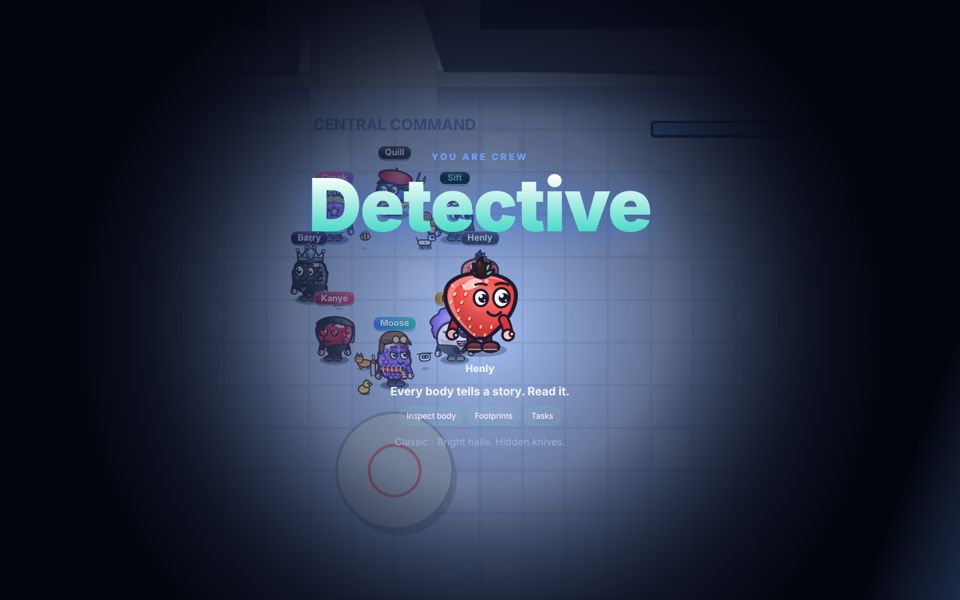 CENTRAL COMMAND
Quill
YOU ARE CREW
Sift
Detective
Barry
Henly
Kanye
Moose
Henly
Every body tells a story. Read it.
Inspect body
Footprints
Tasks
Classic · Bright halls. Hidden knives.